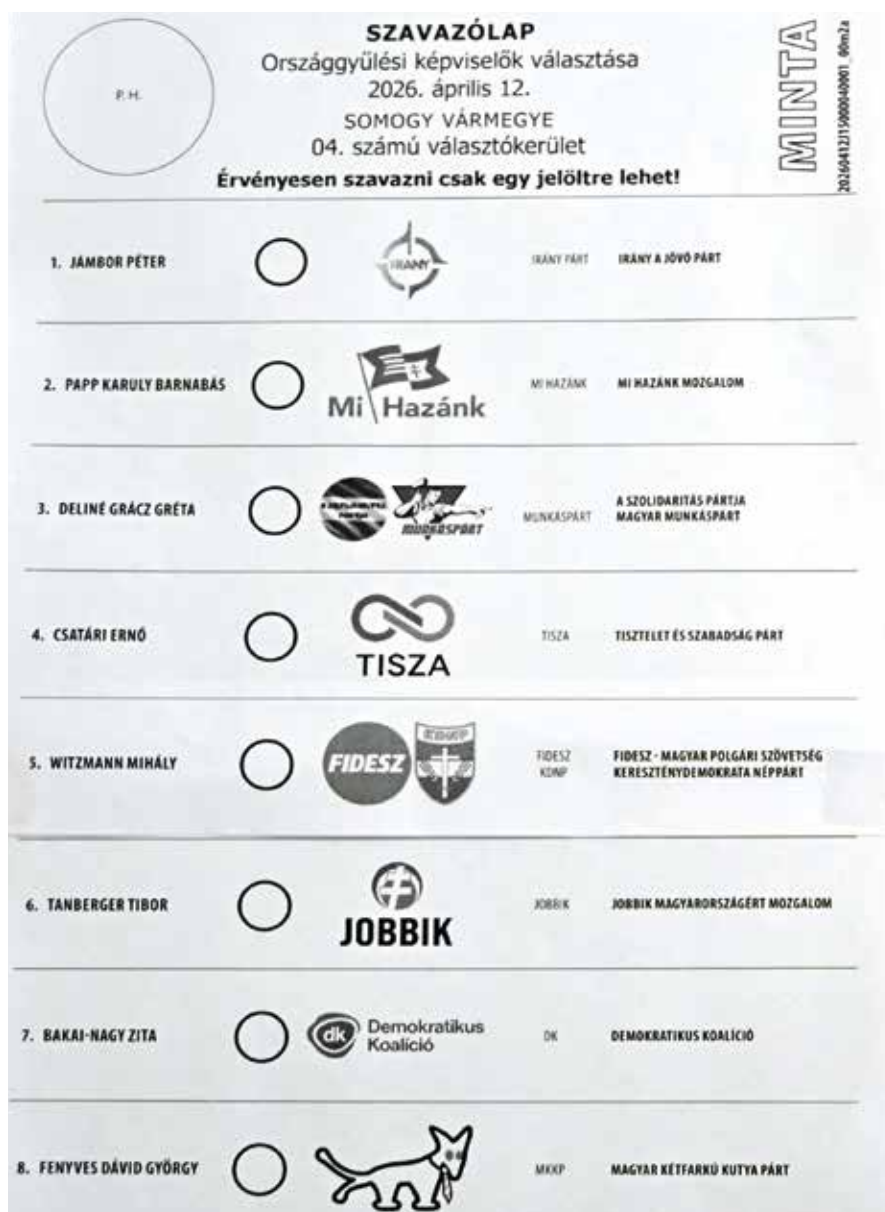 SZAVAZÓLAP
Országgyűlési képviselők választása
2026. április 12.
SOMOGY VÁRMEGYE
04. számú választókerület
Érvényesen szavazni csak egy jelöltre lehet!
P. H.
MINTA
1. JÁMBOR PÉTER
IRÁNY
IRÁNY PÁRT
IRÁNY A JÖVŐ PÁRT
2. PAPP KARULY BARNABÁS
Mi Hazánk
MI HAZÁNK
MI HAZÁNK MOZGALOM
3. DELINÉ GRÁCZ GRÉTA
MUNKÁSPÁRT
MUNKÁSPÁRT
A SZOLIDARITÁS PÁRTJA
MAGYAR MUNKÁSPÁRT
4. CSATÁRI ERNŐ
TISZA
TISZA
TISZTELET ÉS SZABADSÁG PÁRT
5. WITZMANN MIHÁLY
FIDESZ
KDNP
FIDESZ
KDNP
FIDESZ - MAGYAR POLGÁRI SZÖVETSÉG
KERESZTÉNYDEMOKRATA NÉPPÁRT
6. TANBERGER TIBOR
JOBBIK
JOBBIK
JOBBIK MAGYARORSZÁGÉRT MOZGALOM
7. BAKAI-NAGY ZITA
dk
Demokratikus
Koalíció
DK
DEMOKRATIKUS KOALÍCIÓ
8. FENYVES DÁVID GYÖRGY
MKKP
MAGYAR KÉTFARKÚ KUTYA PÁRT